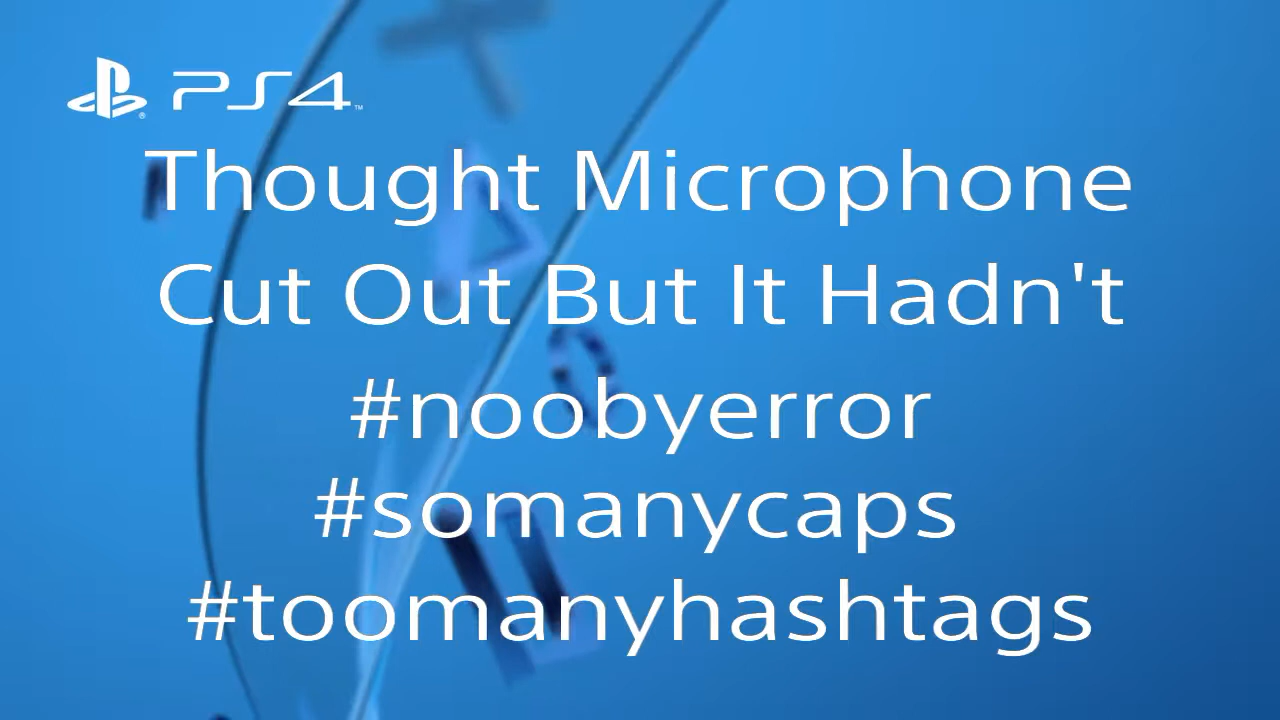 PS4
Thought Microphone
Cut Out But It Hadn't
#noobyerror
#somanycaps
#toomanyhashtags